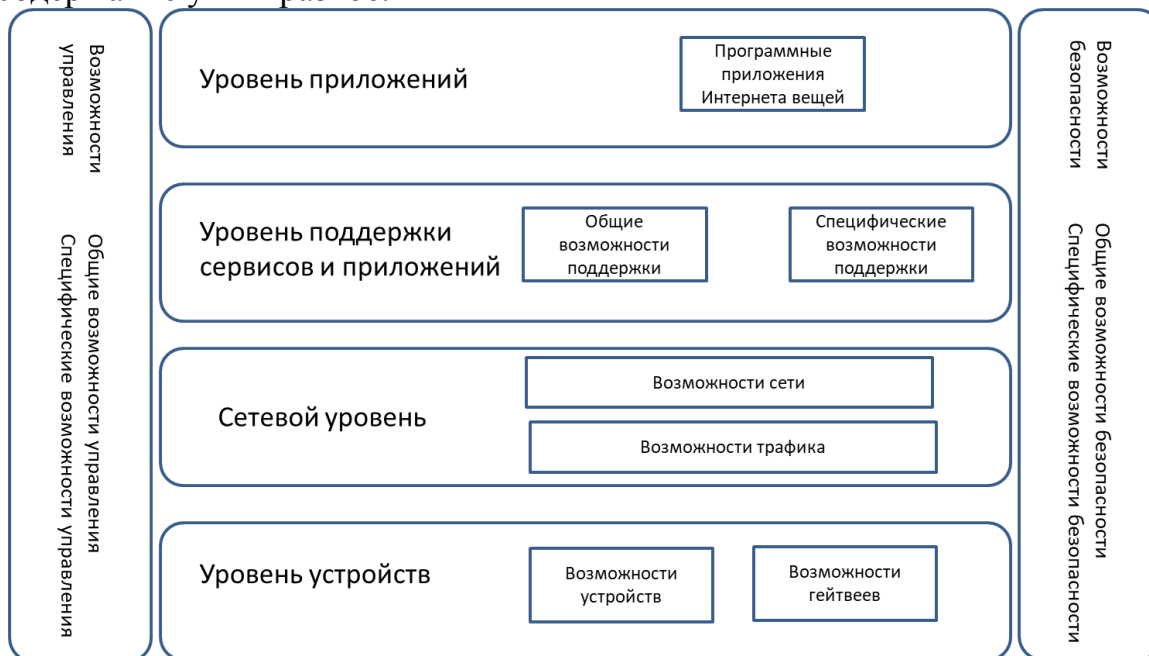 Возможности
управления
Общие возможности управления
Специфические возможности управления
Уровень приложений
Программные
приложения
Интернета вещей
Уровень поддержки
сервисов и приложений
Общие
возможности
поддержки
Специфические
возможности
поддержки
Сетевой уровень
Возможности сети
Возможности трафика
Уровень устройств
Возможности
устройств
Возможности
гейтвеев
Возможности
безопасности
Общие возможности безопасности
Специфические возможности безопасности